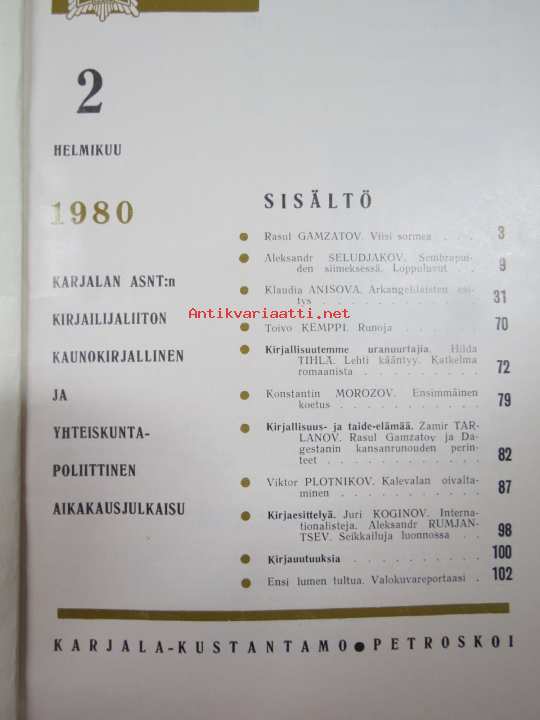 2
HELMIKUU
1980
KARJALAN ASNT:n
KIRJAILIJALIITON
KAUNOKIRJALLINEN
JA
YHTEISKUNTA-
POLIITTINEN
AIKAKAUSJULKAISU
SISÄLTÖ
Rasul GAMZATOV. Viisi sormea . . . 3
Aleksandr SELUDJAKOV. Sembrapui-
den siimeksessä. Loppuluvut . . 9
Klaudia ANISOVA. Arkangelilaisten esi-
tys . . . . . . . . . . 31
Antikvariaatti.net
Toivo KEMPPI. Runoja . . . . . 70
Kirjallisuutemme uranuurtajia. Hilda
TIHLÄ. Lehti kääntyy. Katkelma
romaanista . . . . . . . . 72
Konstantin MOROZOV. Ensimmäinen
koetus . . . . . . . . . 79
Kirjallisuus- ja taide-elämää. Zamir TAR-
LANOV. Rasul Gamzatov ja Da-
gestanin kansanrunouden perin-
teet . . . . . . . . . . 82
Viktor PLOTNIKOV. Kalevalan oivalta-
minen . . . . . . . . . 87
Kirjaesittelyä. Juri KOGINOV. Interna-
tionalisteja. Aleksandr RUMJAN-
TSEV. Seikkailuja luonnossa . . 98
Kirjauutuuksia . . . . . . . 100
Ensi lumen tultua. Valokuvareportaasi . 102
KARJALA-KUSTANTAMO ● PETROSKOI